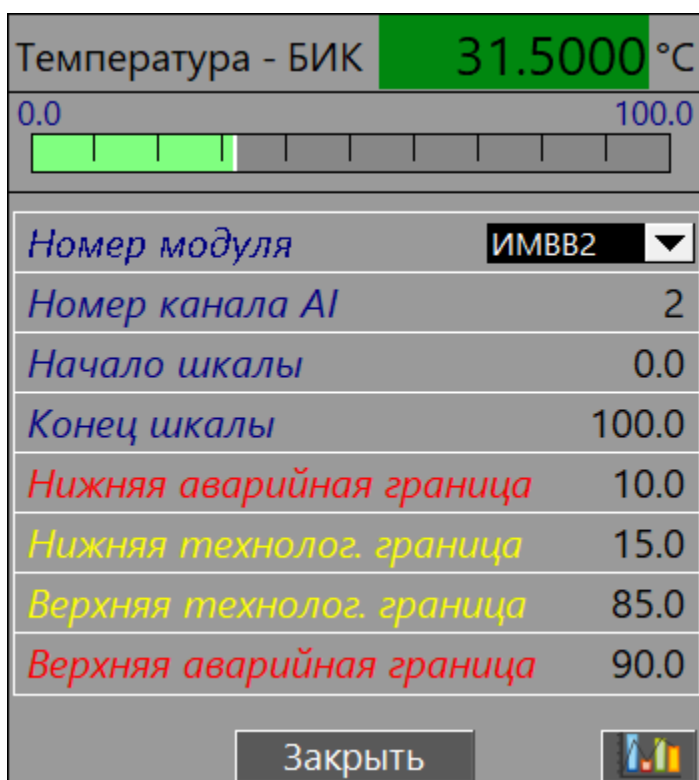 Температура - БИК 31.5000 °C
0.0 100.0
Номер модуля ИМВВ2
Номер канала AI 2
Начало шкалы 0.0
Конец шкалы 100.0
Нижняя аварийная граница 10.0
Нижняя технолог. граница 15.0
Верхняя технолог. граница 85.0
Верхняя аварийная граница 90.0
Закрыть